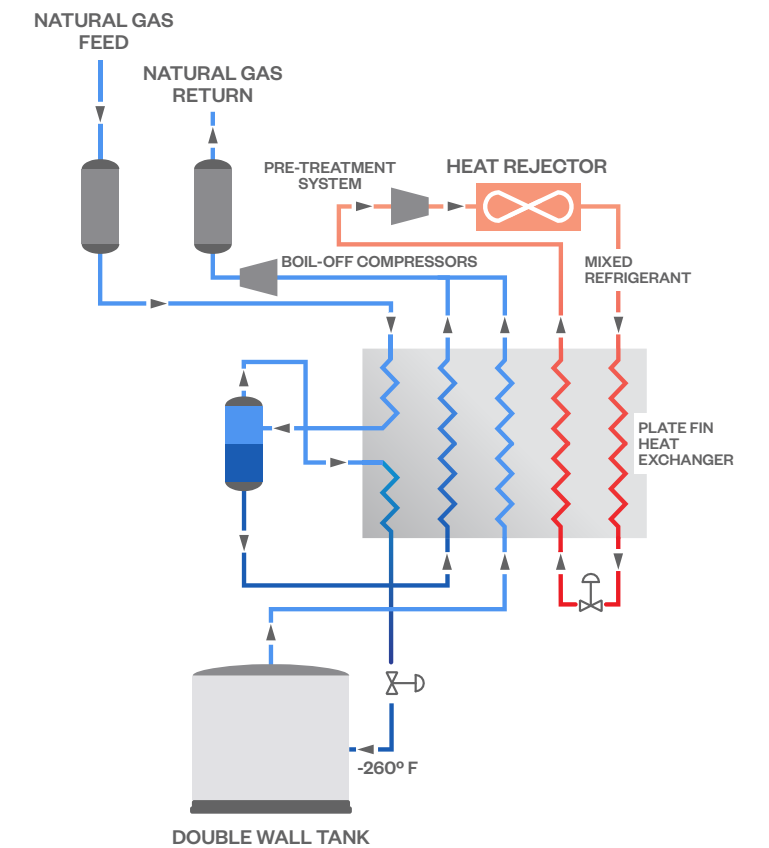 NATURAL GAS
FEED
NATURAL GAS
RETURN
PRE-TREATMENT
SYSTEM
HEAT REJECTOR
BOIL-OFF COMPRESSORS
MIXED
REFRIGERANT
PLATE FIN
HEAT
EXCHANGER
-260º F
DOUBLE WALL TANK